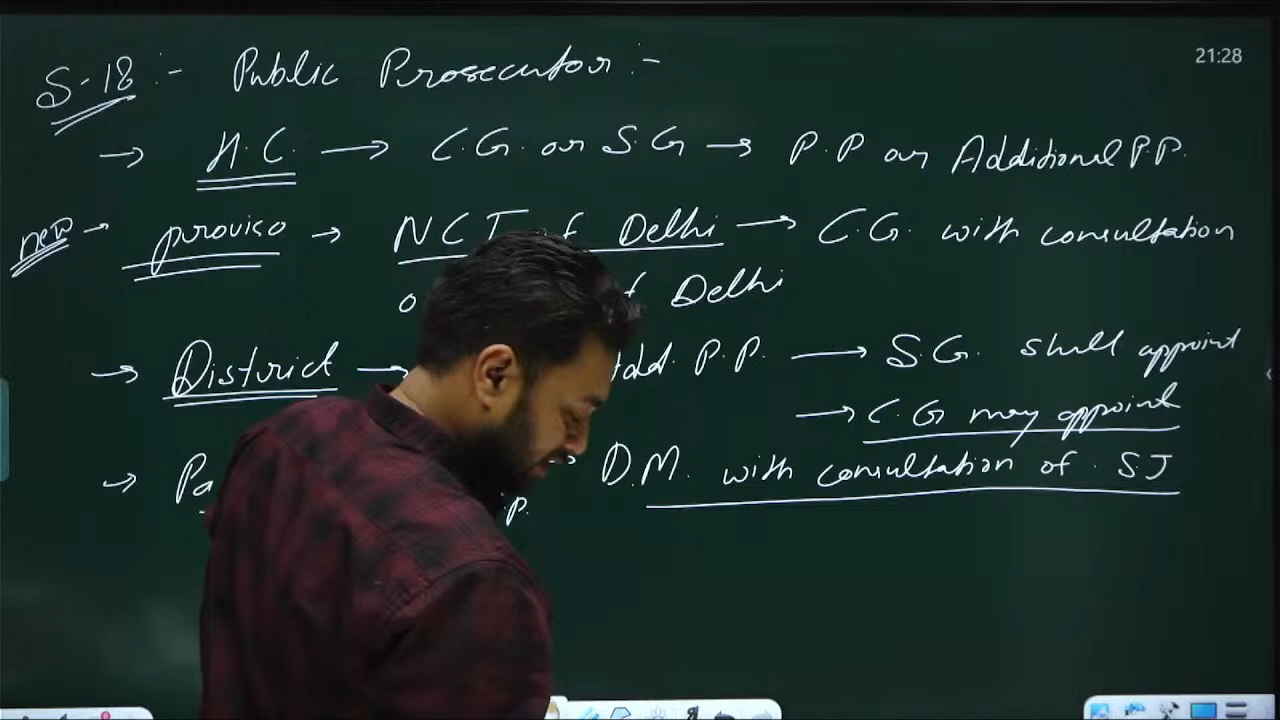 21:28
S-18:- Public Prosecutor:-
→ H.C. → C.G. or S.G → P.P or Additional P.P.
new → proviso → NCT of Delhi → C.G. with consultation
Delhi
→ District → Add. P.P. → S.G. shall appoint
→ C.G may appoint
→ D.M. with consultation of SJ